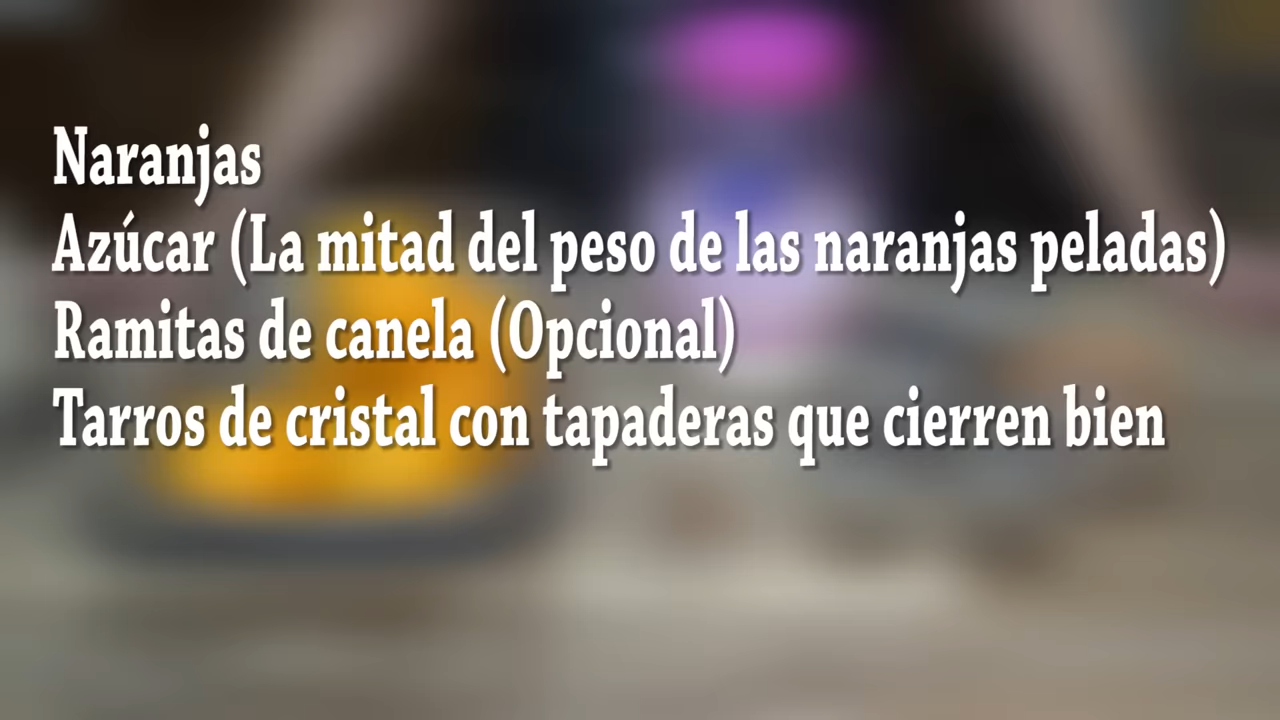 Naranjas
Azúcar (La mitad del peso de las naranjas peladas)
Ramitas de canela (Opcional)
Tarros de cristal con tapaderas que cierren bien